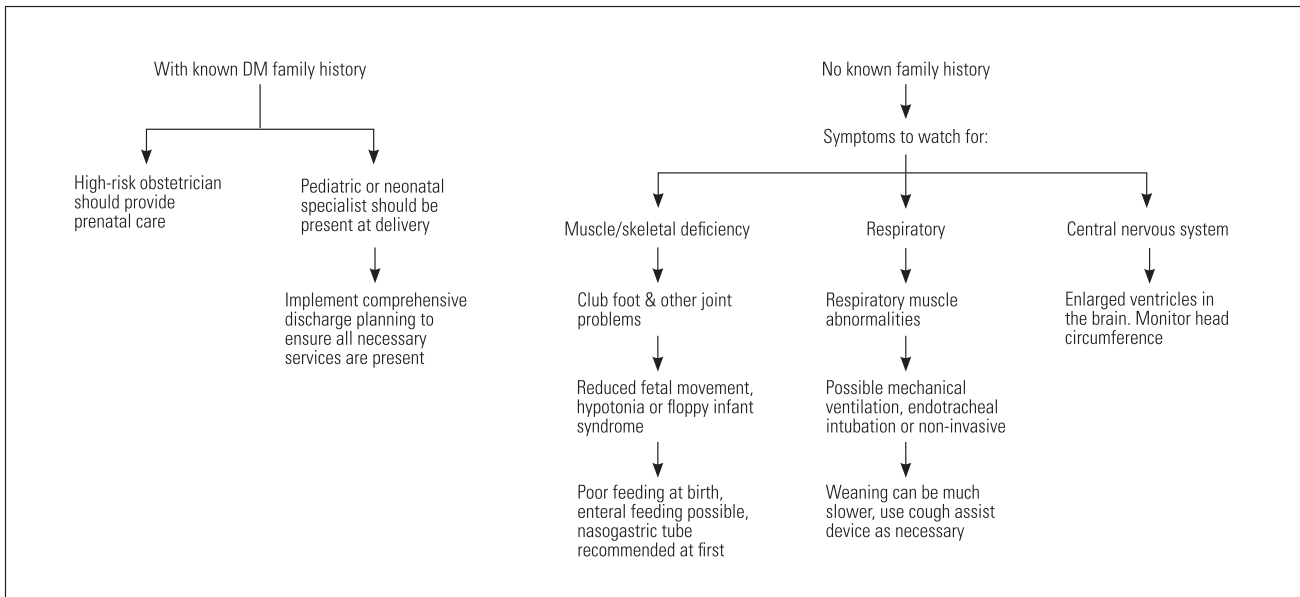 With known DM family history
High-risk obstetrician
should provide
prenatal care
Pediatric or neonatal
specialist should be
present at delivery
Implement comprehensive
discharge planning to
ensure all necessary
services are present
No known family history
Symptoms to watch for:
Muscle/skeletal deficiency
Club foot & other joint
problems
Reduced fetal movement,
hypotonia or floppy infant
syndrome
Poor feeding at birth,
enteral feeding possible,
nasogastric tube
recommended at first
Respiratory
Respiratory muscle
abnormalities
Possible mechanical
ventilation, endotracheal
intubation or non-invasive
Weaning can be much
slower, use cough assist
device as necessary
Central nervous system
Enlarged ventricles in
the brain. Monitor head
circumference